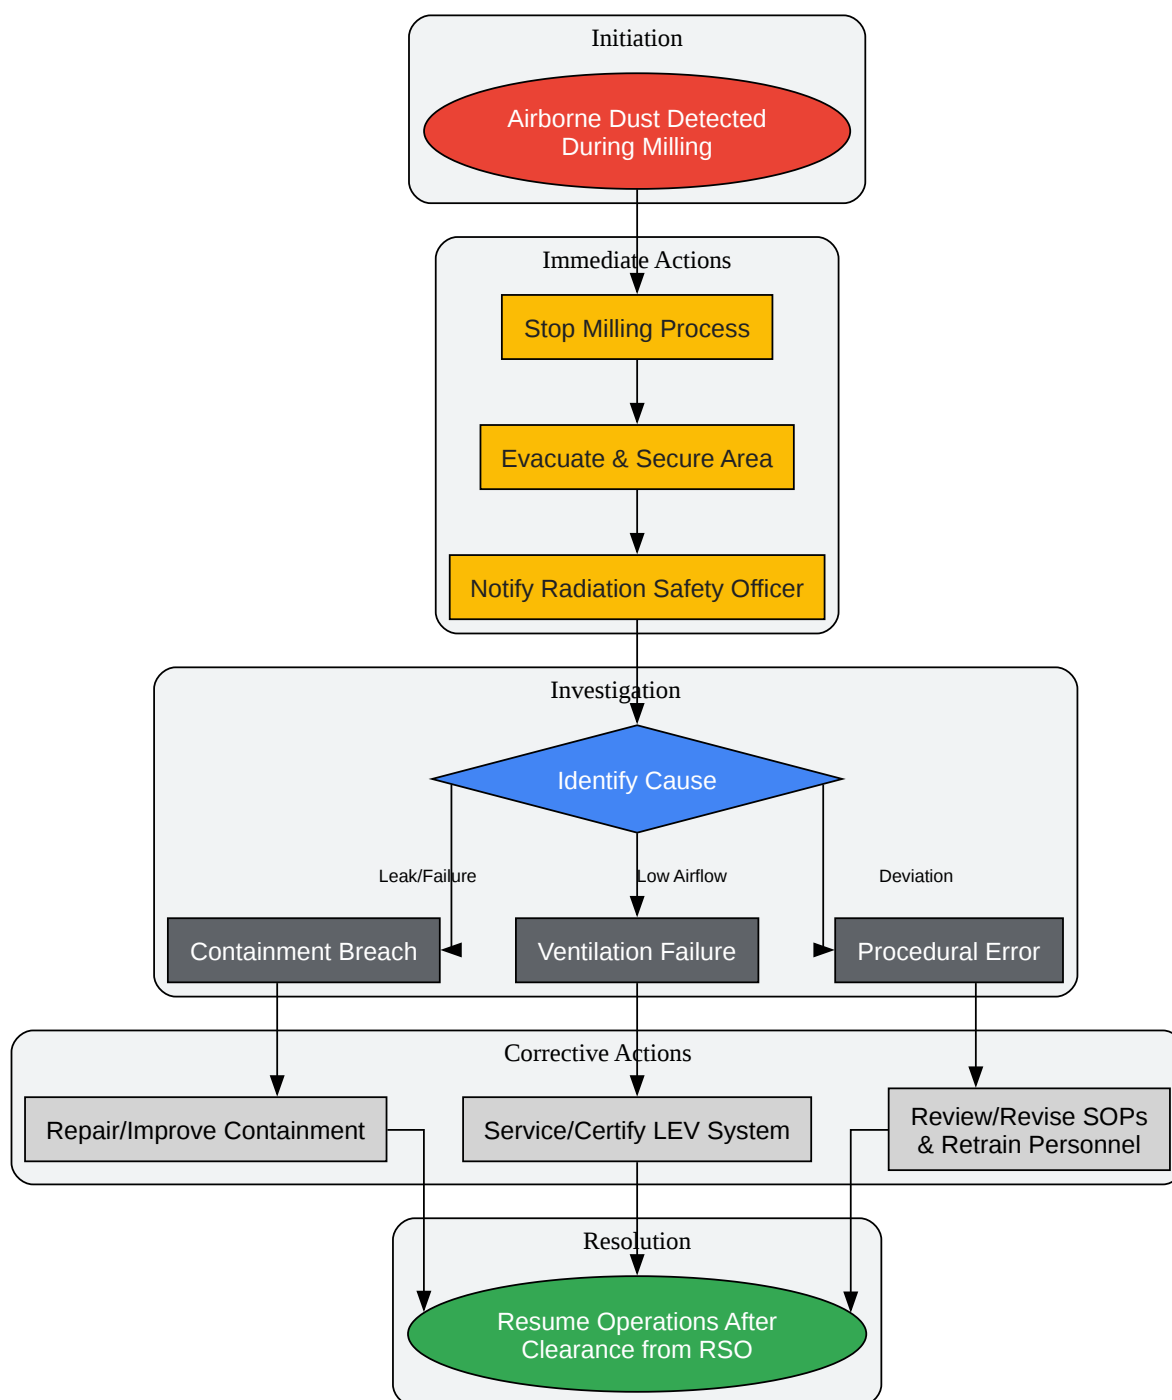 Initiation
Airborne Dust Detected
During Milling
Immediate Actions
Stop Milling Process
Evacuate & Secure Area
Notify Radiation Safety Officer
Investigation
Identify Cause
Leak/Failure
Low Airflow
Deviation
Containment Breach
Ventilation Failure
Procedural Error
Corrective Actions
Repair/Improve Containment
Service/Certify LEV System
Review/Revise SOPs
& Retrain Personnel
Resolution
Resume Operations After
Clearance from RSO